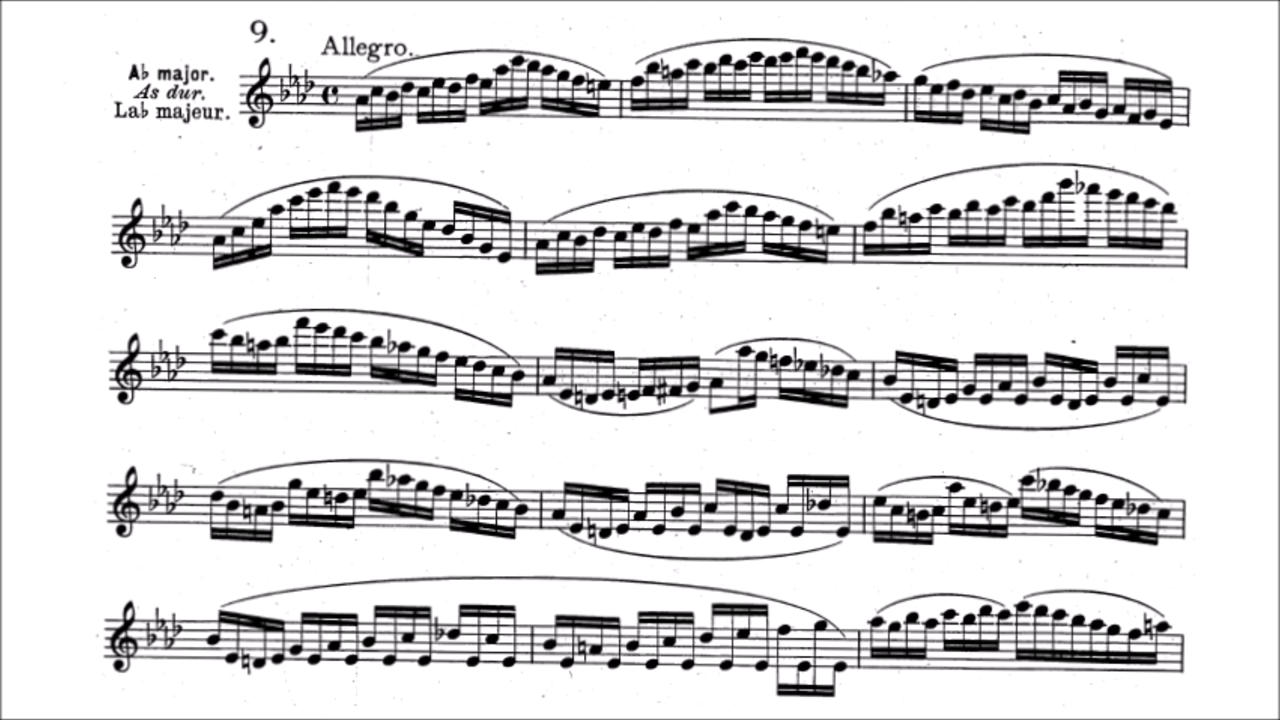 9.
Allegro.
A♭ major.
As dur.
La♭ majeur.